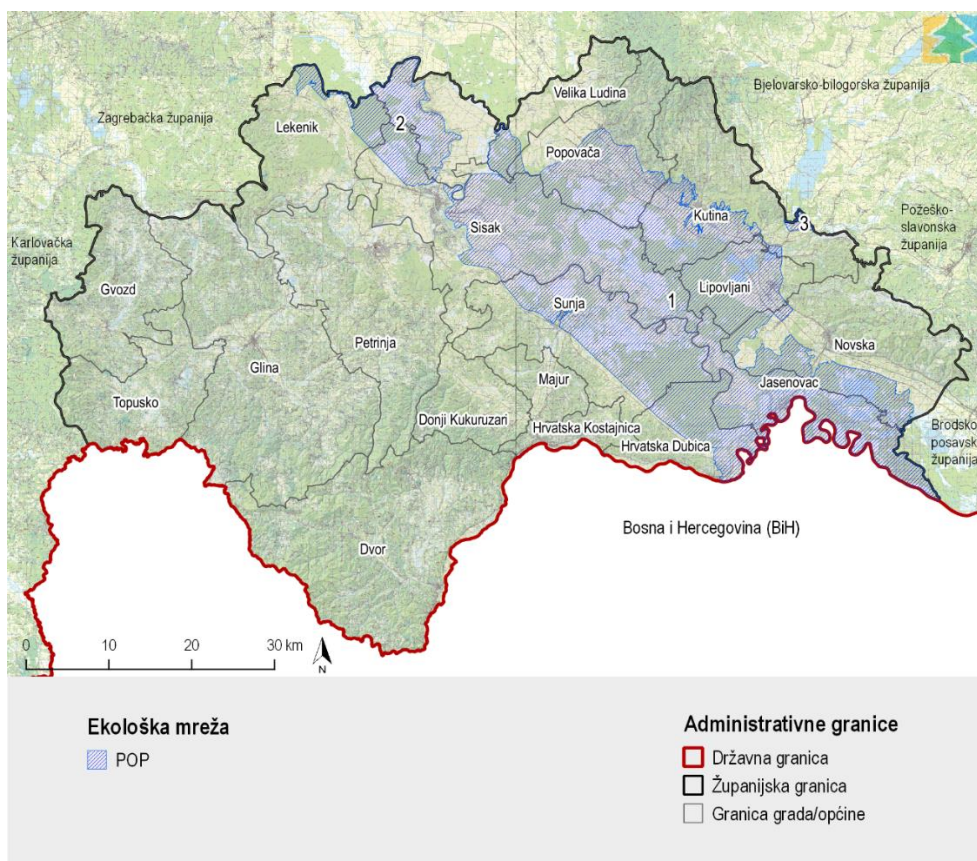 Velika Ludina
Bjelovarsko-bilogorska županija
Zagrebačka županija
Lekenik
2
Popovača
Kutina
3
Požeško-
slavonska
županija
Karlovačka
županija
Sisak
Gvozd
Lipovljani
1
Sunja
Novska
Petrinja
Glina
Majur
Jasenovac
Topusko
Donji Kukuruzari
Hrvatska Kostajnica
Hrvatska Dubica
Brodsko
posavsk
županija
Bosna i Hercegovina (BiH)
Dvor
0 10 20 30 km
N
Ekološka mreža
POP
Administrativne granice
Državna granica
Županijska granica
Granica grada/općine